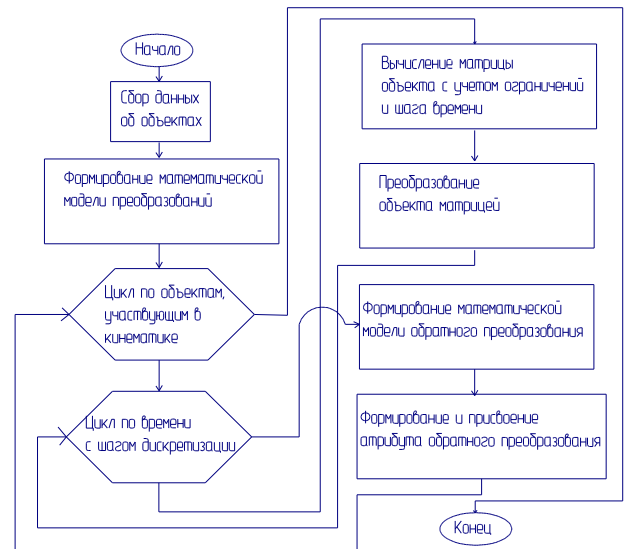 Начало
Сбор данных
об объектах
Формирование математической
модели преобразований
Цикл по объектам,
участвующим в
кинематике
Цикл по времени
с шагом дискретизации
Вычисление матрицы
объекта с учетом ограничений
и шага времени
Преобразование
объекта матрицей
Формирование математической
модели обратного преобразования
Формирование и присвоение
атрибута обратного преобразования
Конец